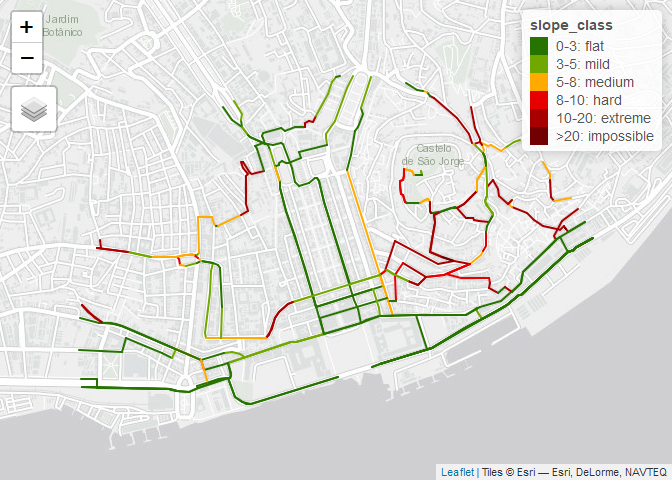 +
−
Jardim
Botânico
Castelo
de São Jorge
slope_class
0-3: flat
3-5: mild
5-8: medium
8-10: hard
10-20: extreme
>20: impossible
Leaflet | Tiles © Esri — Esri, DeLorme, NAVTEQ